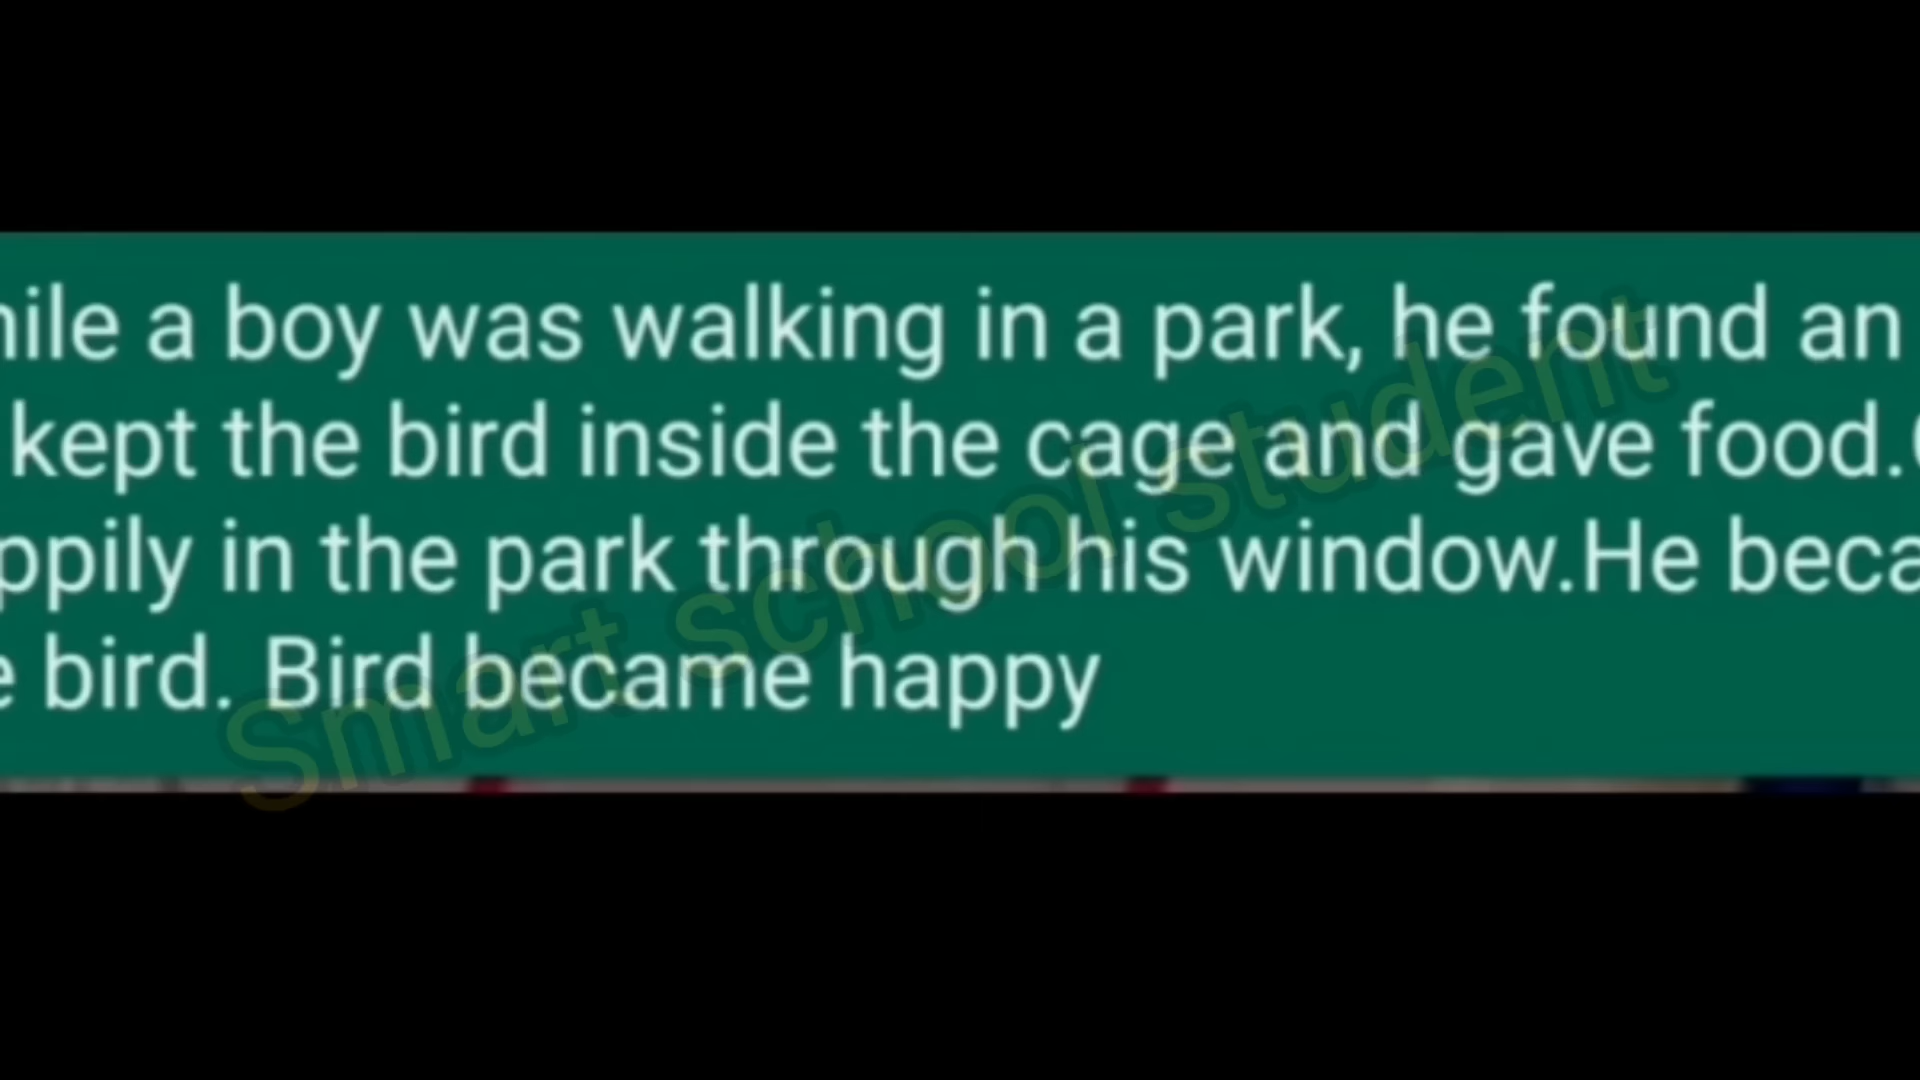 hile a boy was walking in a park, he found an
kept the bird inside the cage and gave food.
ppily in the park through his window.He beca
e bird. Bird became happy
Smart school student